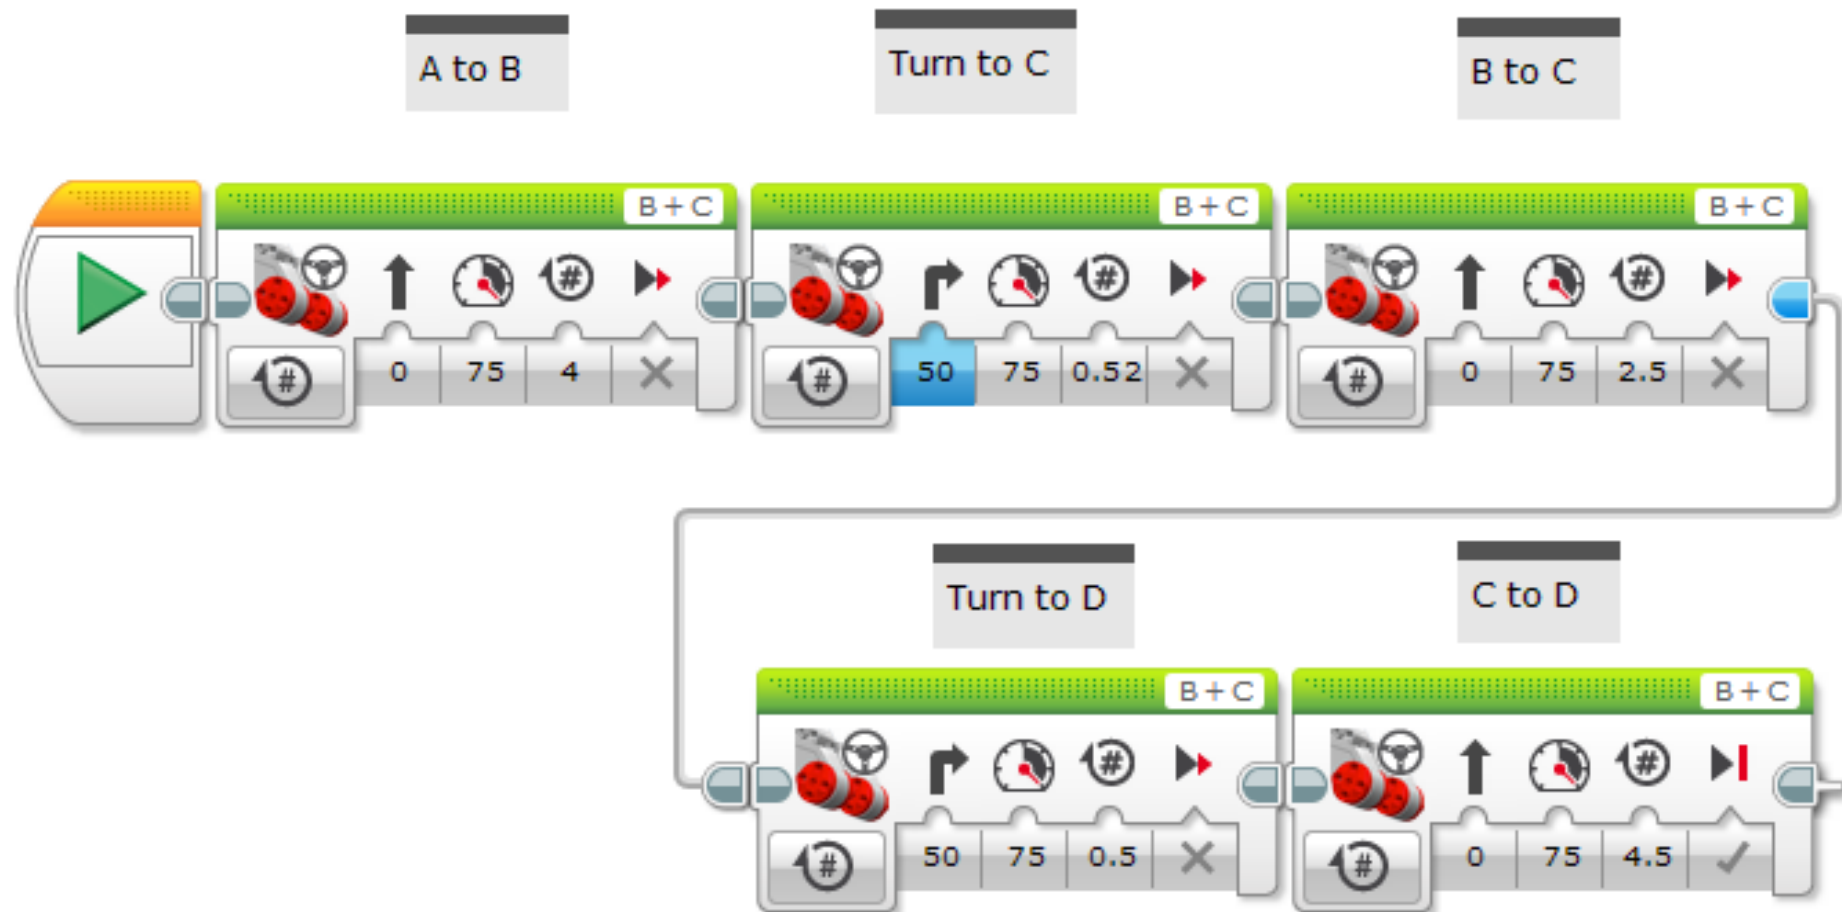 A to B
Turn to C
B to C
B + C
B + C
B + C
#
#
#
#
0 75 4
#
50 75 0.52
#
0 75 2.5
Turn to D
C to D
B + C
B + C
#
#
#
50 75 0.5
#
0 75 4.5